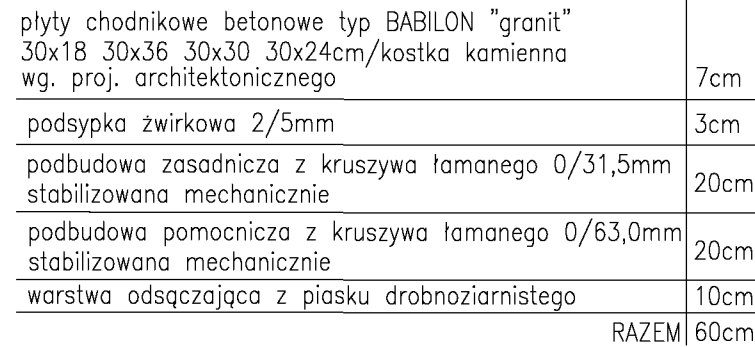 płyty chodnikowe betonowe typ BABILON "granit"
30x18 30x36 30x30 30x24cm/kostka kamienna
wg. proj. architektonicznego 7cm
podsypka żwirkowa 2/5mm 3cm
podbudowa zasadnicza z kruszywa łamanego 0/31,5mm
stabilizowana mechanicznie 20cm
podbudowa pomocnicza z kruszywa łamanego 0/63,0mm
stabilizowana mechanicznie 20cm
warstwa odsączająca z piasku drobnoziarnistego 10cm
RAZEM 60cm